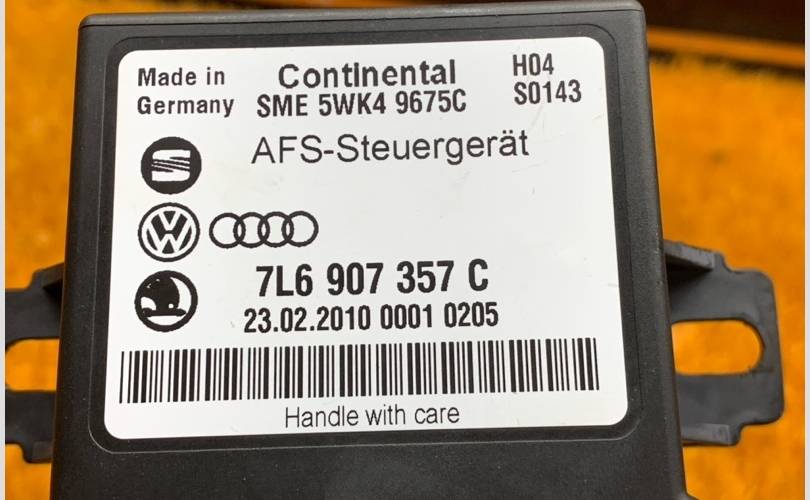 Made in
Germany
Continental
SME 5WK4 9675C
H04
S0143
AFS-Steuergerät
7L6 907 357 C
23.02.2010 0001 0205
Handle with care